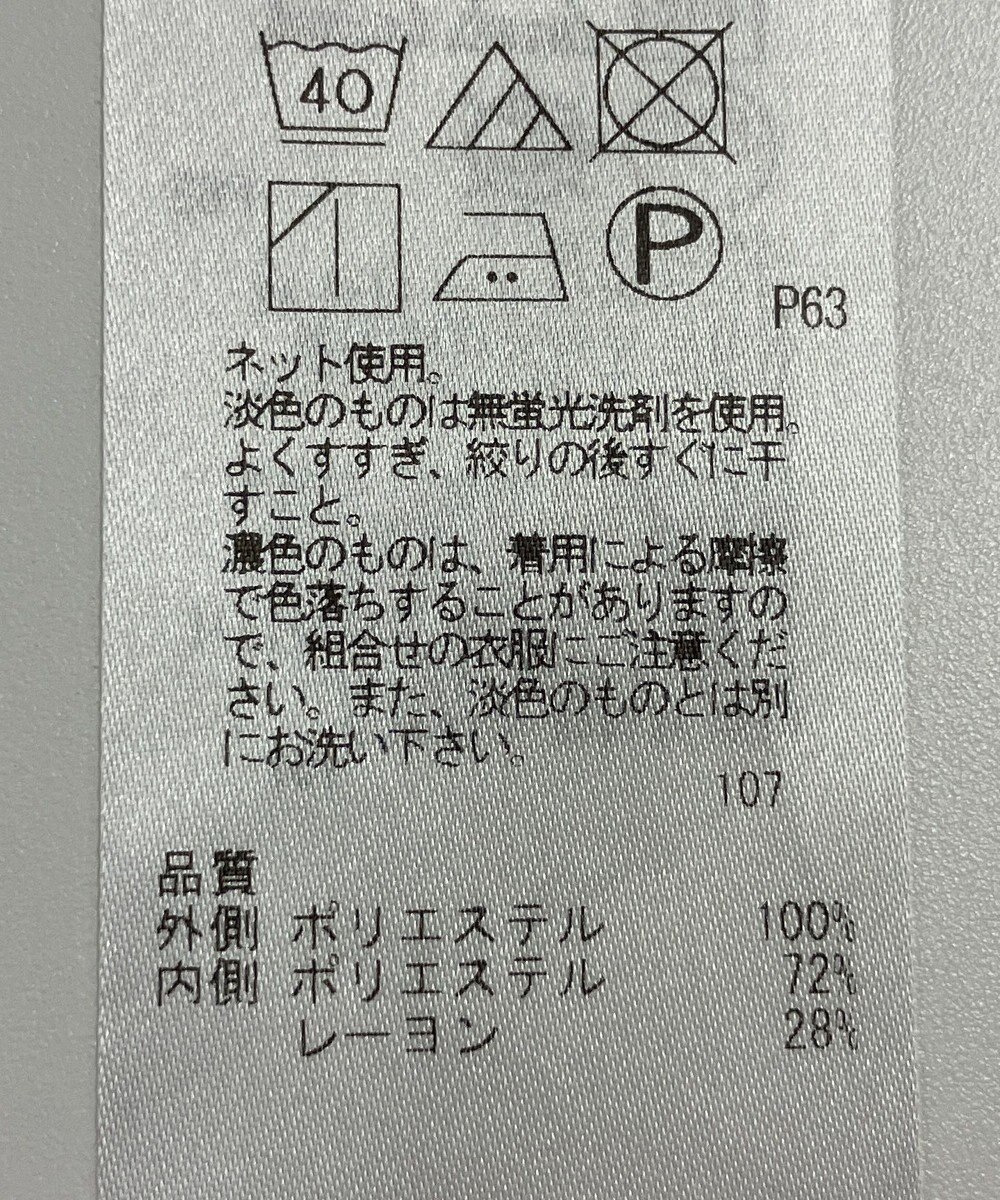 40
P
P63
ネット使用。
淡色のものは無蛍光洗剤を使用。
よくすすぎ、絞りの後すぐに干
すこと。
濃色のものは、着用による摩擦
で色落ちすることがありますの
で、組合せの衣服にご注意くだ
さい。また、淡色のものとは別
にお洗い下さい。
107
品質
外側 ポリエステル 100%
内側 ポリエステル 72%
レーヨン 28%